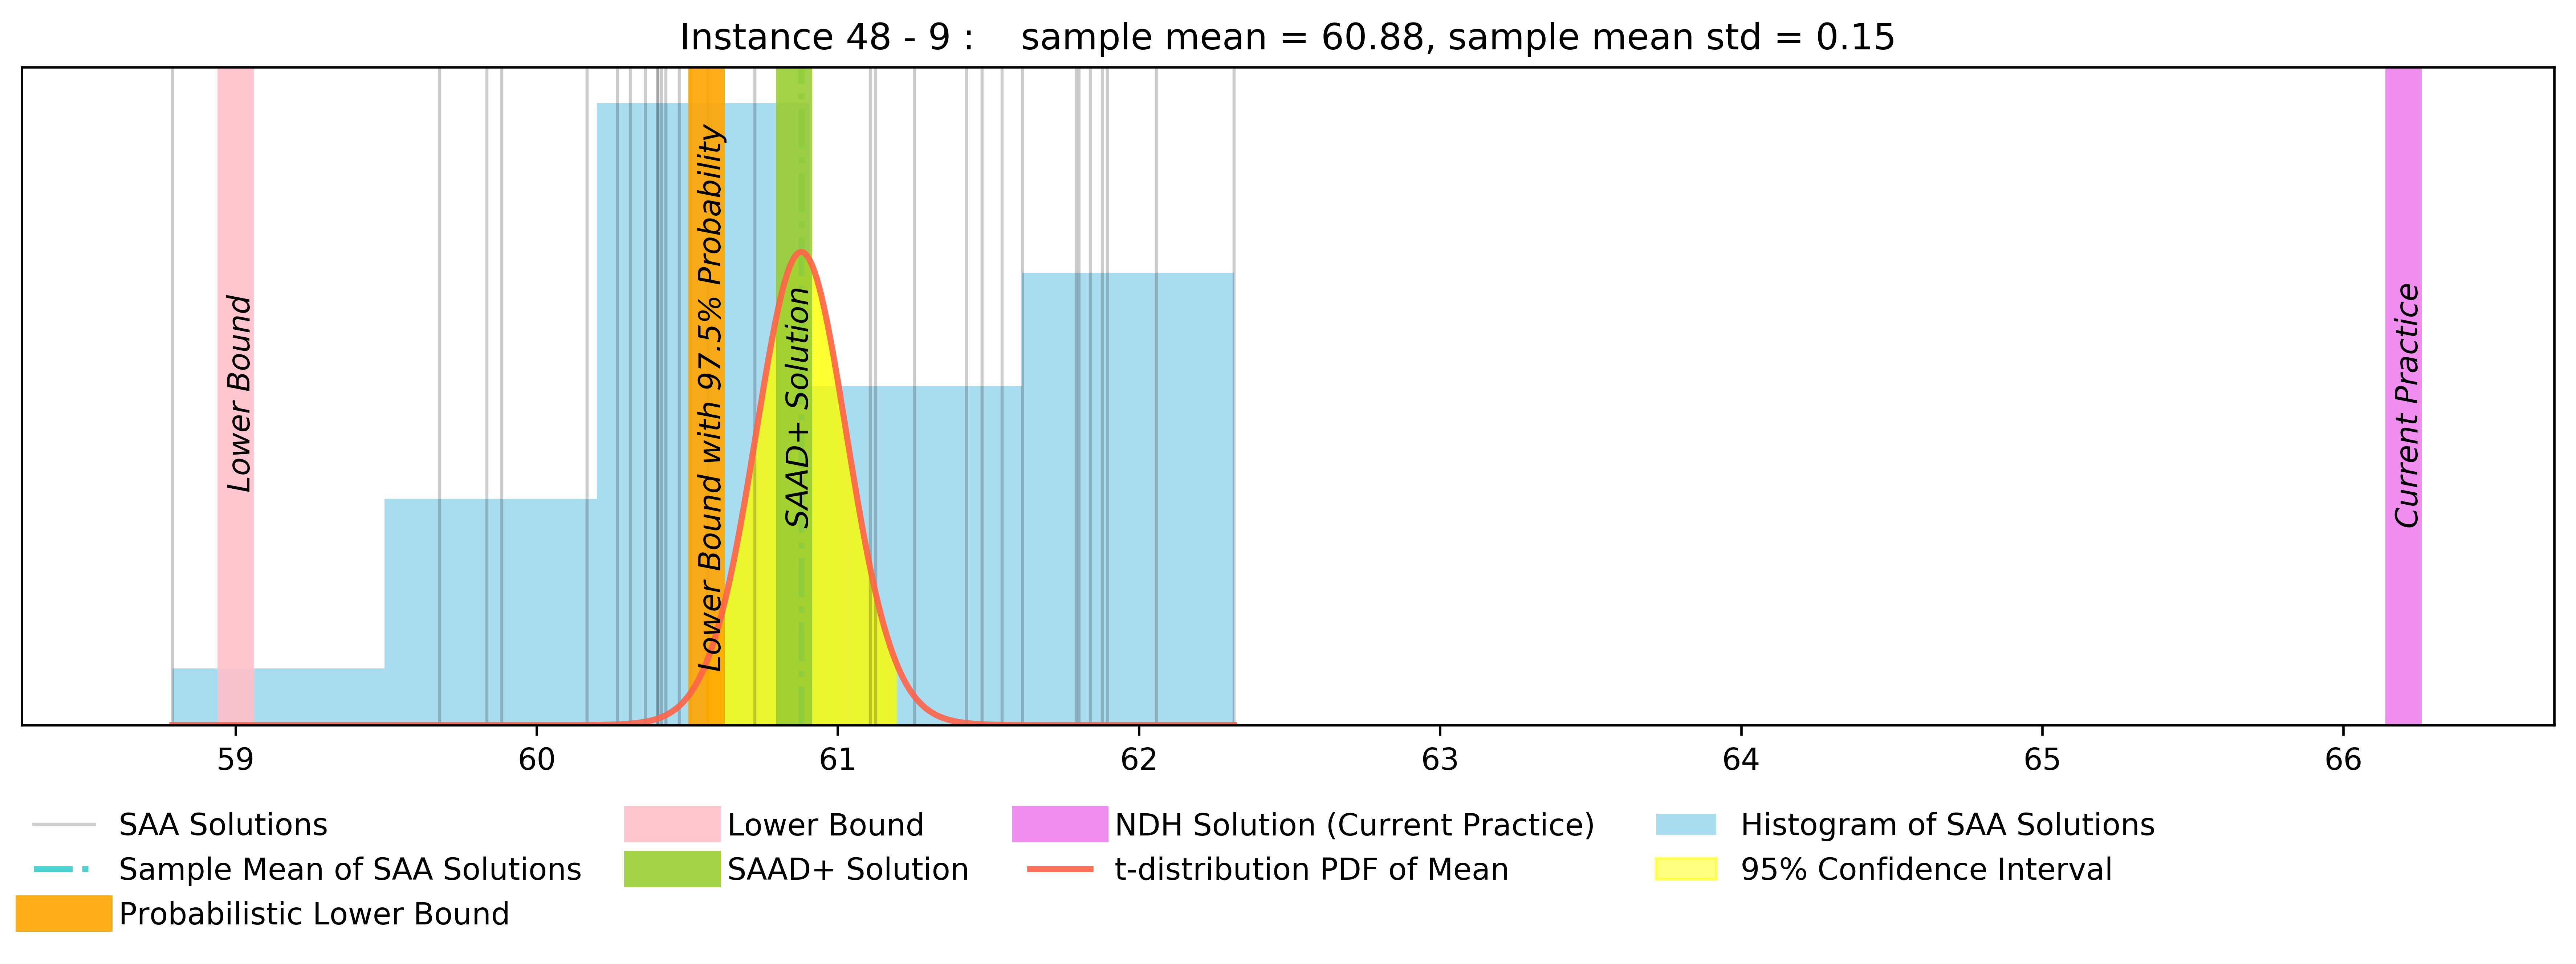 Instance 48 - 9 :    sample mean = 60.88, sample mean std = 0.15
Lower Bound
Lower Bound with 97.5% Probability
SAAD+ Solution
Current Practice
59 60 61 62 63 64 65 66
SAA Solutions
Sample Mean of SAA Solutions
Probabilistic Lower Bound
Lower Bound
SAAD+ Solution
NDH Solution (Current Practice)
t-distribution PDF of Mean
Histogram of SAA Solutions
95% Confidence Interval